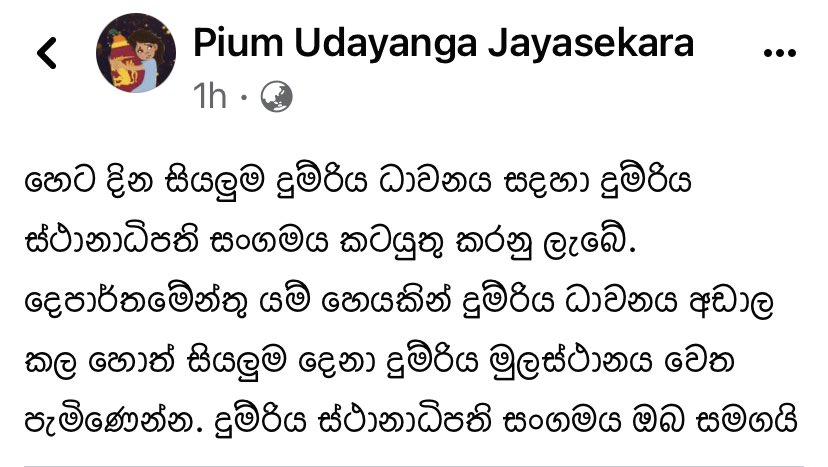 Pium Udayanga Jayasekara
1h ·
හෙට දින සියලුම දුම්රිය ධාවනය සදහා දුම්රිය
ස්ථානාධිපති සංගමය කටයුතු කරනු ලැබේ.
දෙපාර්තමේන්තු යම් හෙයකින් දුම්රිය ධාවනය අඩාල
කල හොත් සියලුම දෙනා දුම්රිය මුලස්ථානය වෙත
පැමිණෙන්න. දුම්රිය ස්ථානාධිපති සංගමය ඔබ සමගයි